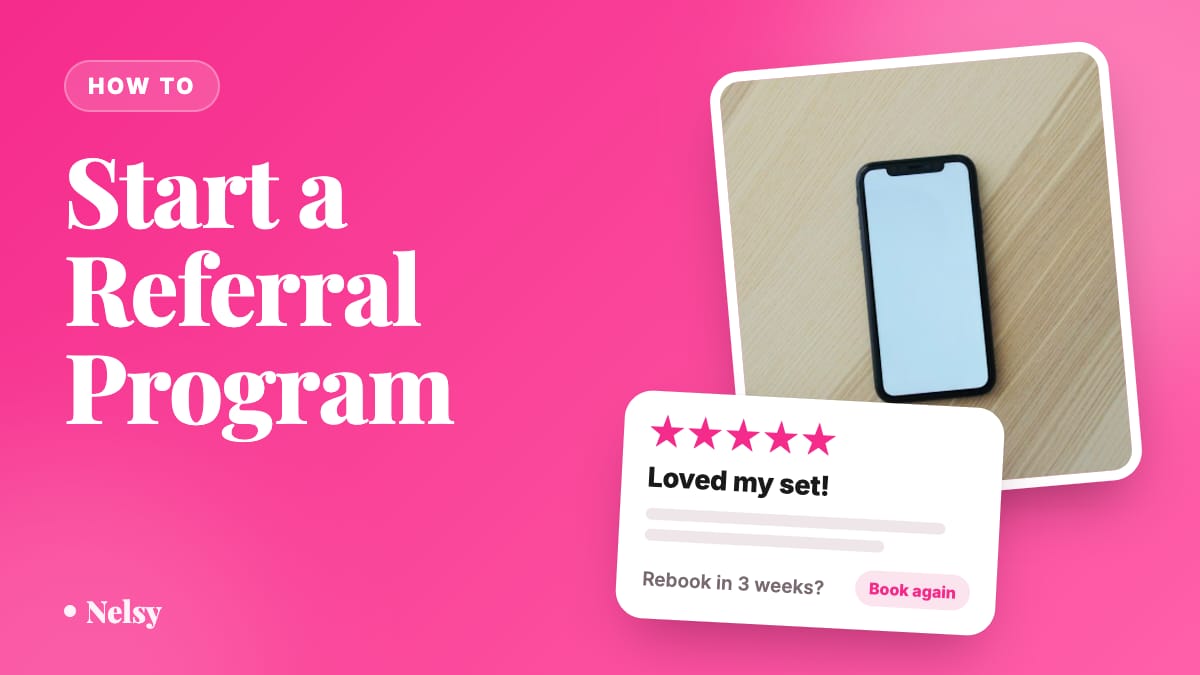 HOW TO
Start a
Referral
Program
Loved my set!
Rebook in 3 weeks?
Book again
Nelsy